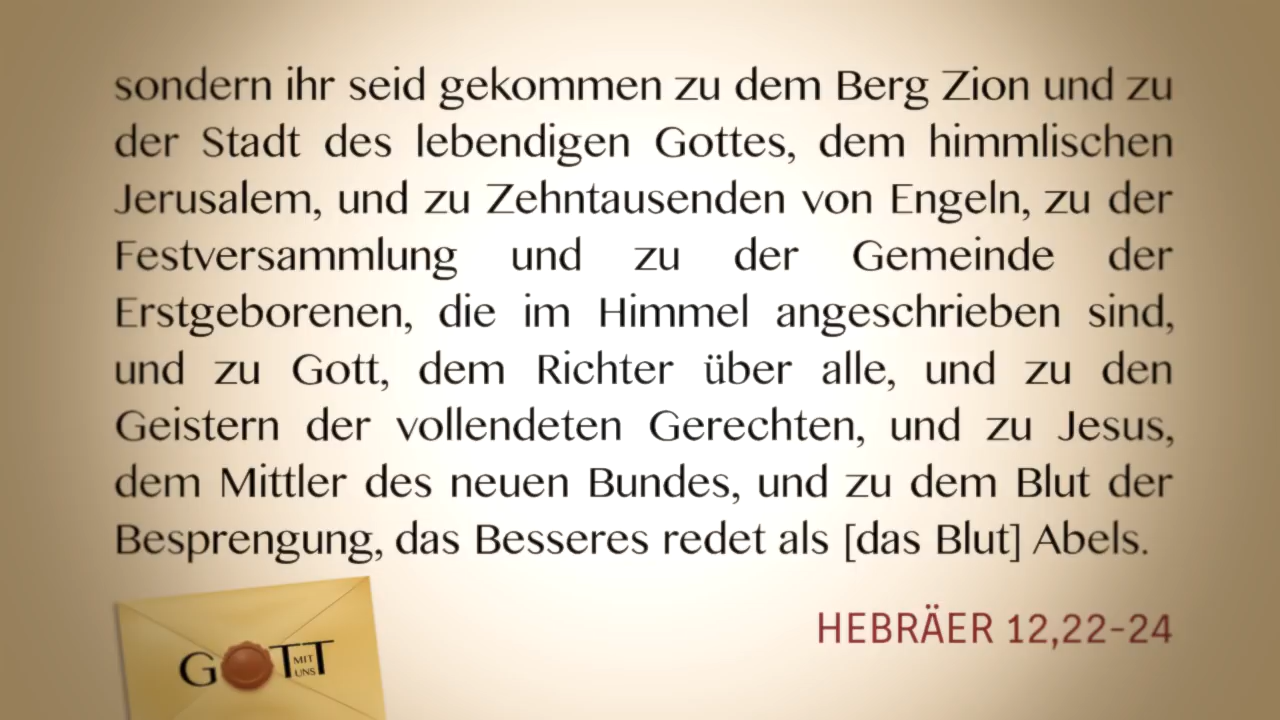 sondern ihr seid gekommen zu dem Berg Zion und zu
der Stadt des lebendigen Gottes, dem himmlischen
Jerusalem, und zu Zehntausenden von Engeln, zu der
Festversammlung und zu der Gemeinde der
Erstgeborenen, die im Himmel angeschrieben sind,
und zu Gott, dem Richter über alle, und zu den
Geistern der vollendeten Gerechten, und zu Jesus,
dem Mittler des neuen Bundes, und zu dem Blut der
Besprengung, das Besseres redet als [das Blut] Abels.
HEBRÄER 12,22-24
GOTT
MIT
UNS